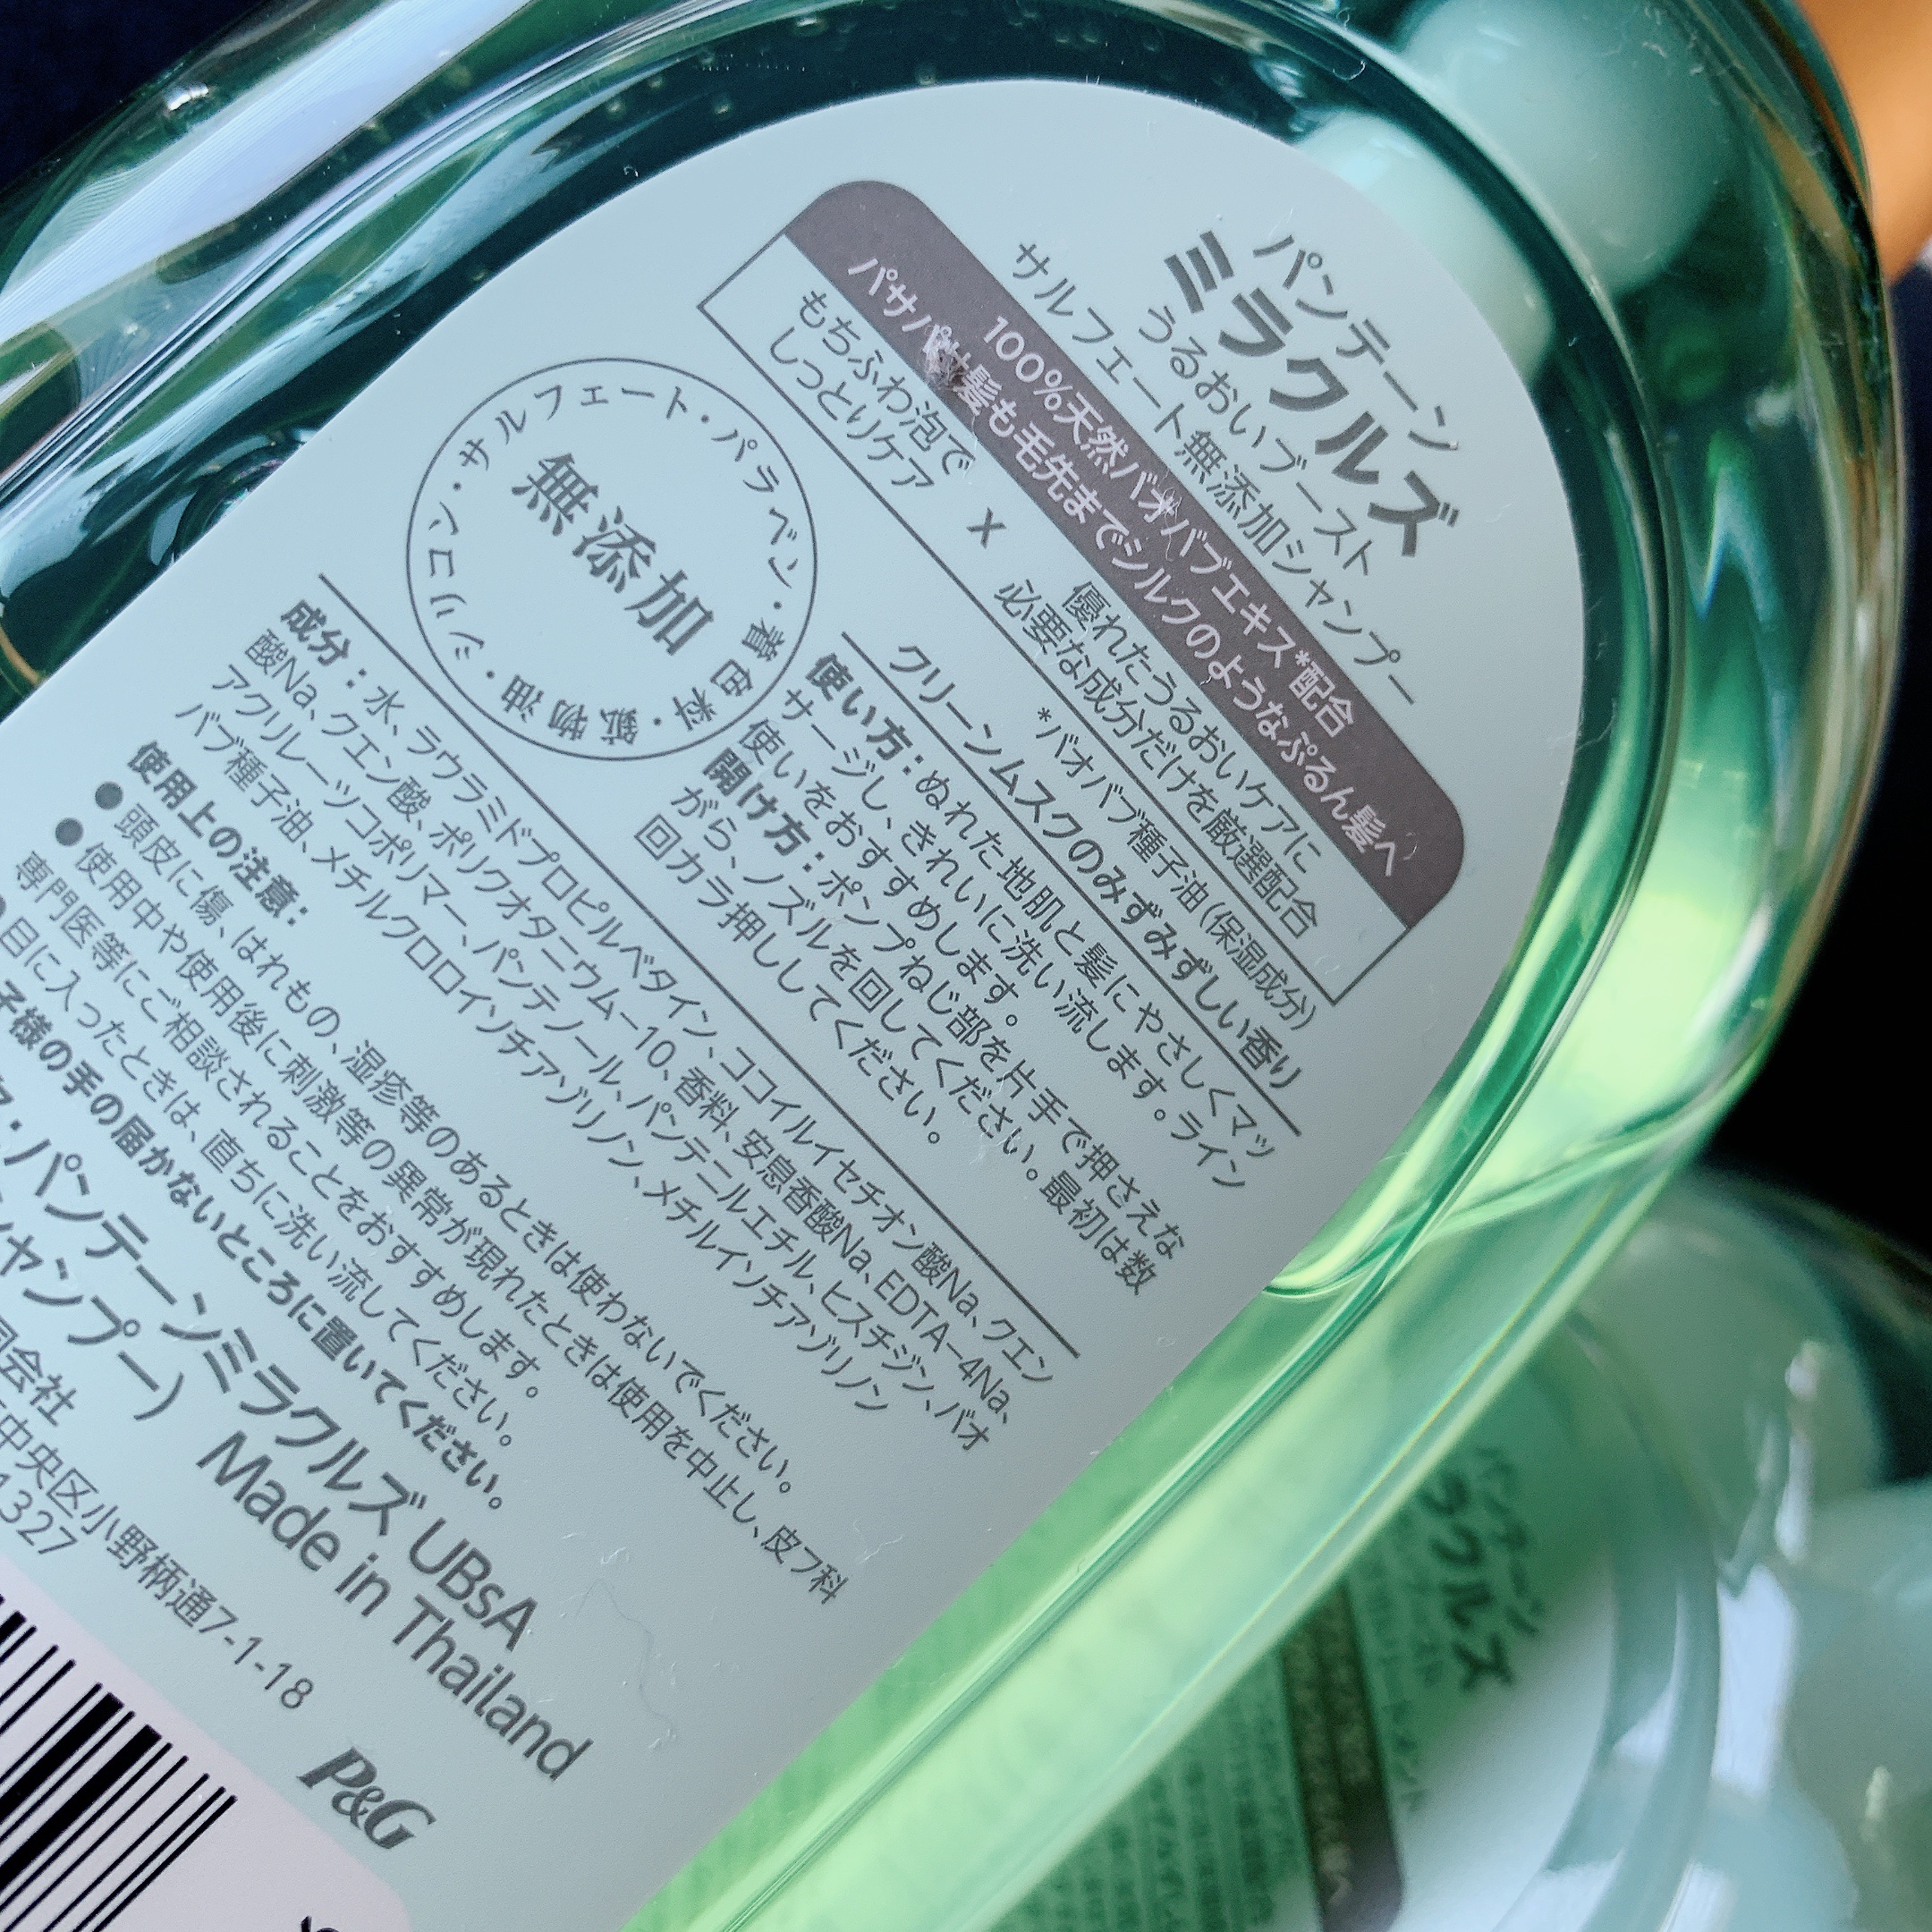 パンテーン
ミラクルズ
うるおいブースト
サルフェート無添加シャンプー
100%天然バオバブエキス*配合
パサパサ髪も毛先までシルクのようなぷるん髪へ
もちふわ泡で
しっとりケア
×
優れたうるおいケアに
必要な成分だけを厳選配合
*バオバブ種子油(保湿成分)
クリーンムスクのみずみずしい香り
サルフェート・パラベン・着色料・鉱物油・シリコン・
無添加
使い方:ぬれた地肌と髪にやさしくマッ
サージし、きれいに洗い流します。ライン
使いをおすすめします。
開け方:ポンプねじ部を片手で押さえな
がら、ノズルを回してください。最初は数
回カラ押ししてください。
成分:水、ラウラミドプロピルベタイン、ココイルイセチオン酸Na、クエン
酸Na、クエン酸、ポリクオタニウム-10、香料、安息香酸Na、EDTA-4Na、
アクリレーツコポリマー、パンテノール、パンテニルエチル、ヒスチジン、バオ
バブ種子油、メチルクロロイソチアゾリノン、メチルイソチアゾリノン
使用上の注意:
●頭皮に傷、はれもの、湿疹等のあるときは使わないでください。
●使用中や使用後に刺激等の異常が現れたときは使用を中止し、皮フ科
専門医等にご相談されることをおすすめします。
目に入ったときは、直ちに洗い流してください。
子様の手の届かないところに置いてください。
パンテーンミラクルズ UBsA
シャンプー) Made in Thailand
同会社
中央区小野柄通7-1-18
1327
P&G
パンテーン
ミラクルズ